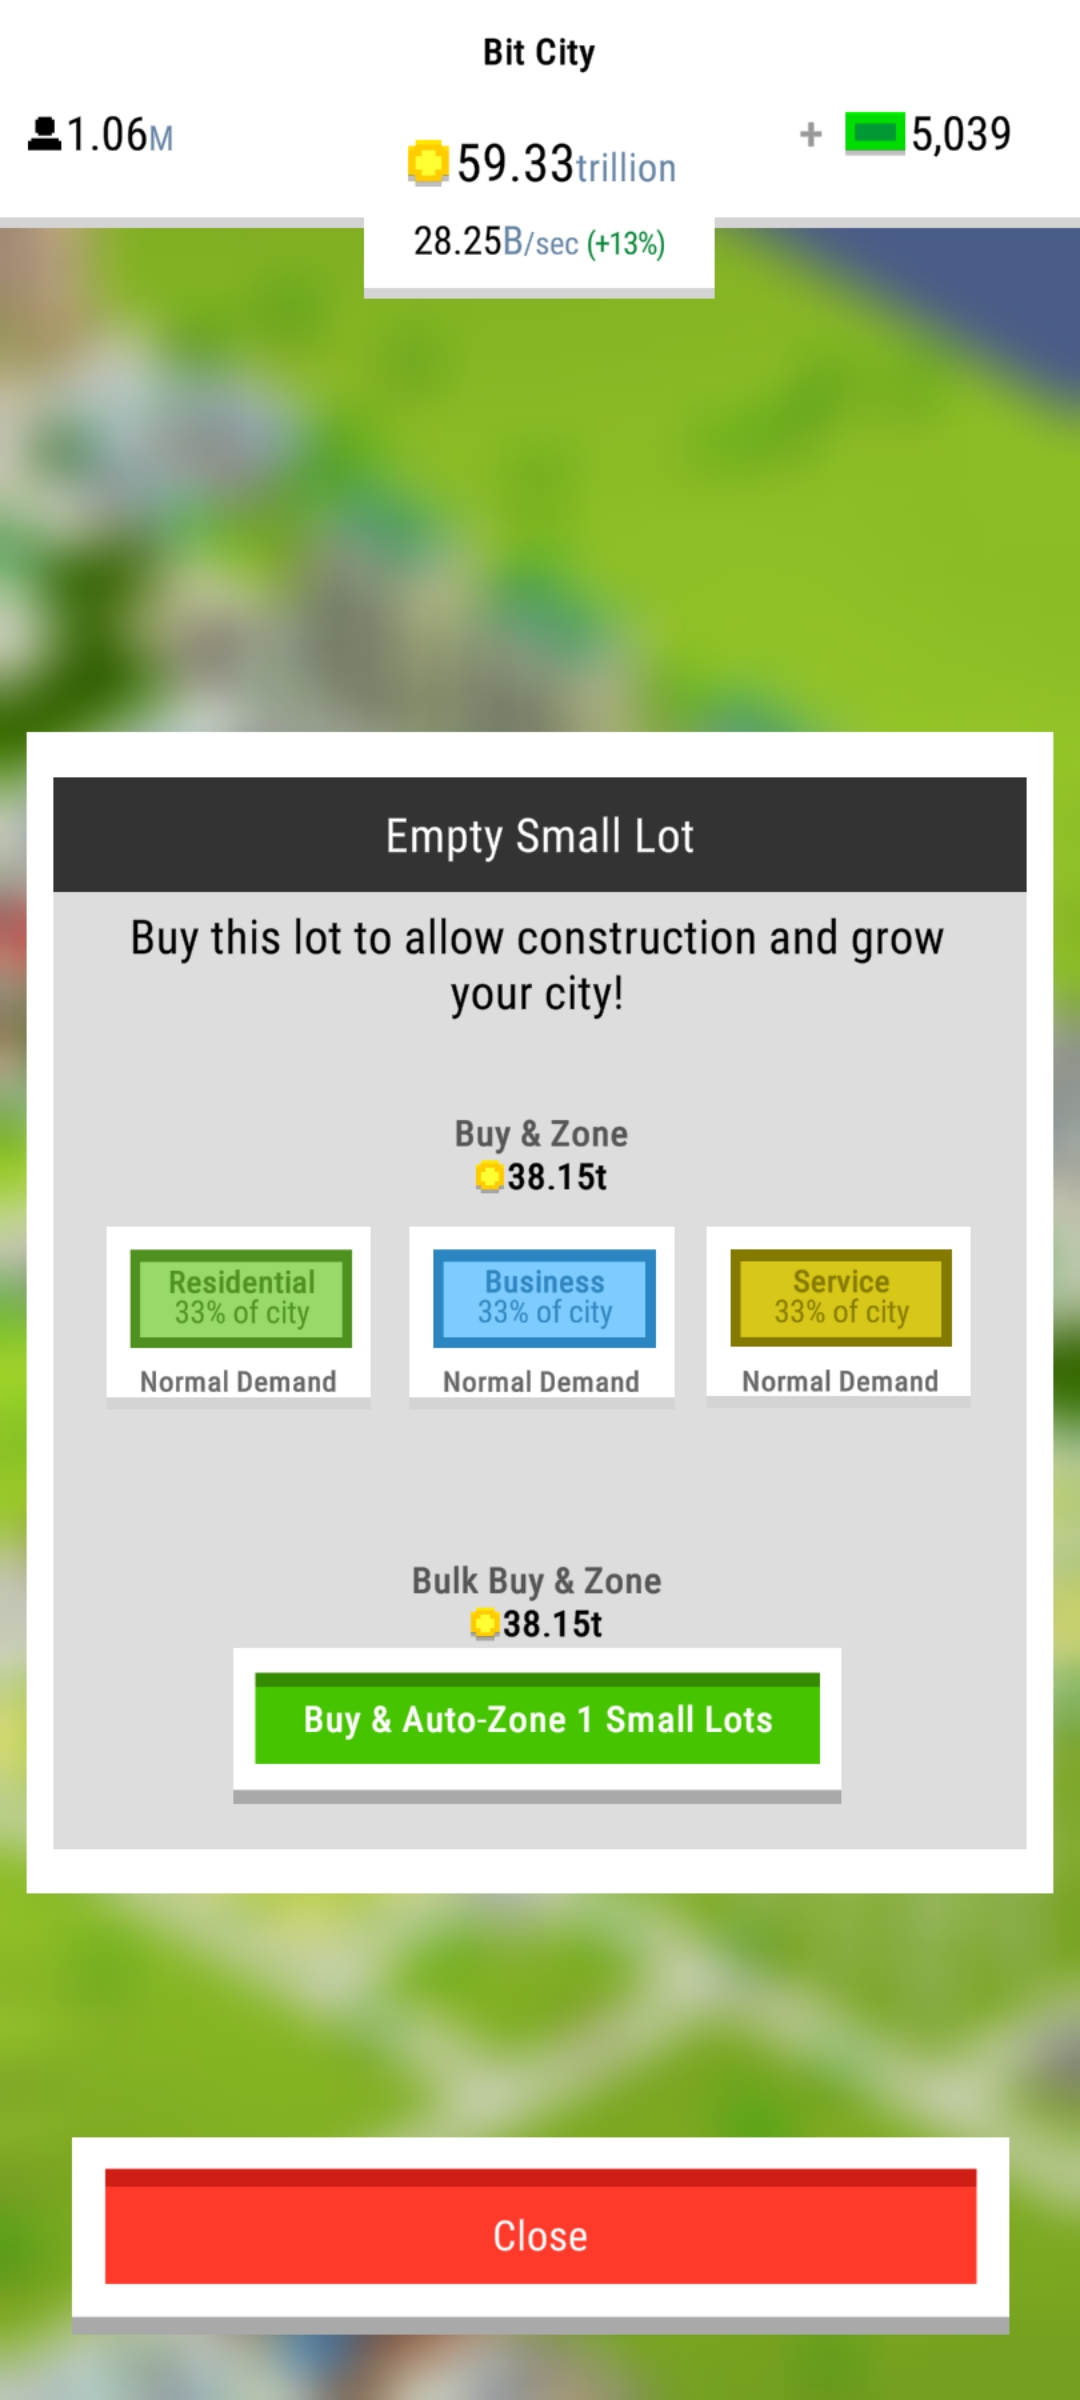 Bit City
1.06M
59.33trillion
+ 5,039
28.25B/sec (+13%)
Empty Small Lot
Buy this lot to allow construction and grow
your city!
Buy & Zone
38.15t
Residential
33% of city
Normal Demand
Business
33% of city
Normal Demand
Service
33% of city
Normal Demand
Bulk Buy & Zone
38.15t
Buy & Auto-Zone 1 Small Lots
Close